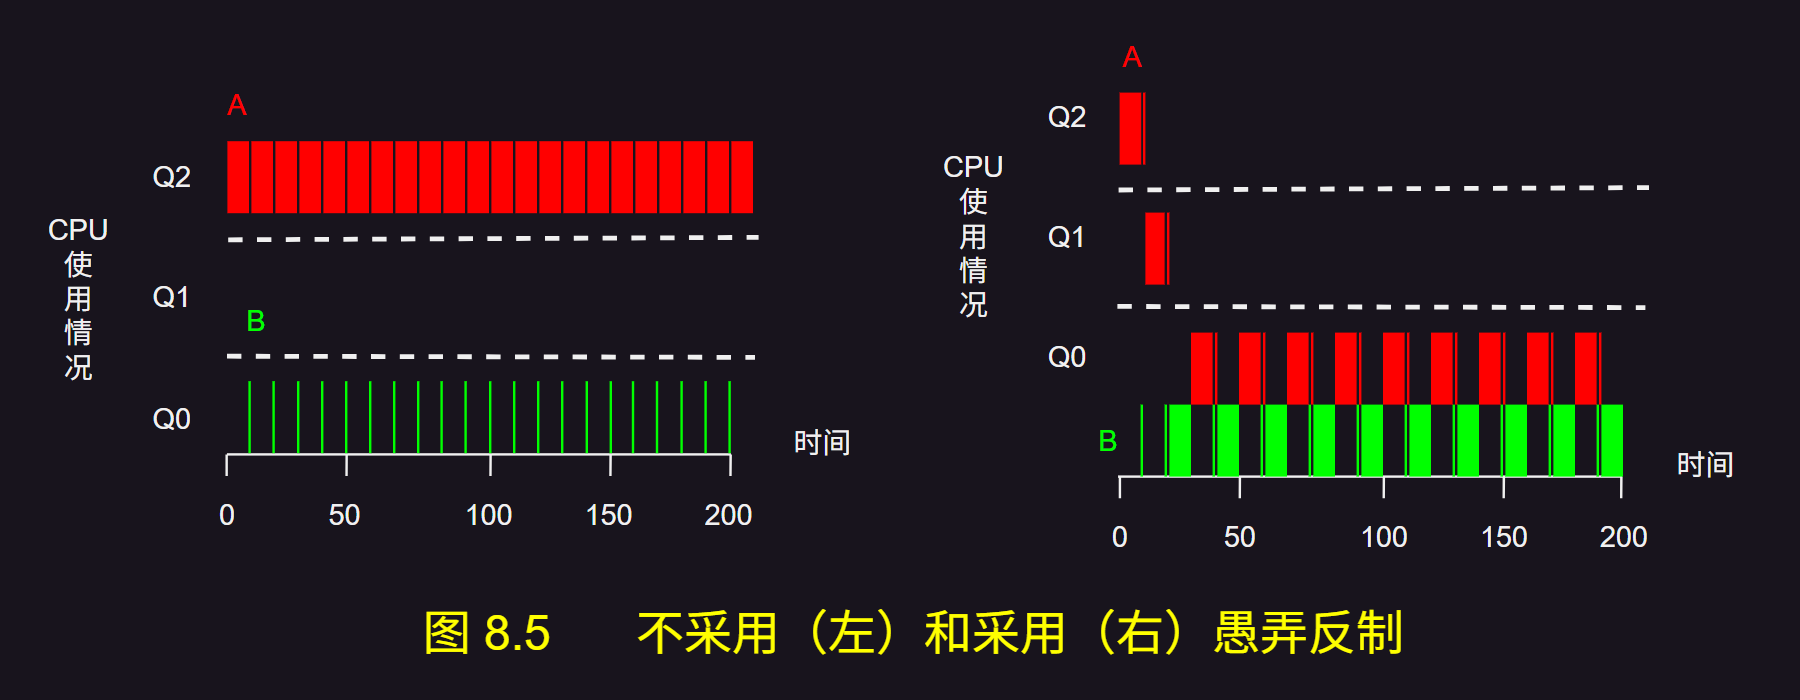 A
Q2
CPU
使
用
情
况
Q1
B
Q0
时间
0 50 100 150 200
A
Q2
CPU
使
用
情
况
Q1
Q0
B
时间
0 50 100 150 200
图 8.5 不采用（左）和采用（右）愚弄反制